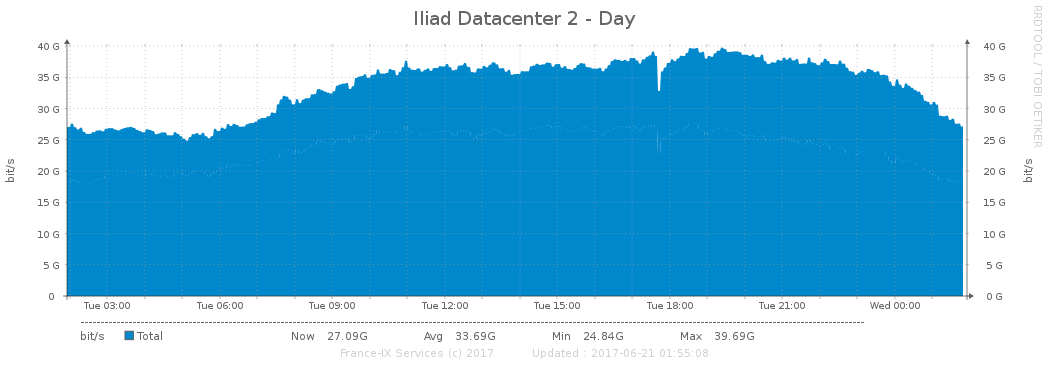 Iliad Datacenter 2 - Day
RRDTOOL / TOBI OETIKER
40 G 40 G
35 G 35 G
30 G 30 G
25 G 25 G
20 G 20 G
15 G 15 G
10 G 10 G
5 G 5 G
0 0 G
bit/s bit/s
Tue 03:00 Tue 06:00 Tue 09:00 Tue 12:00 Tue 15:00 Tue 18:00 Tue 21:00 Wed 00:00
bit/s Total Now 27.09G Avg 33.69G Min 24.84G Max 39.69G
France-IX Services (c) 2017 Updated : 2017-06-21 01:55:08